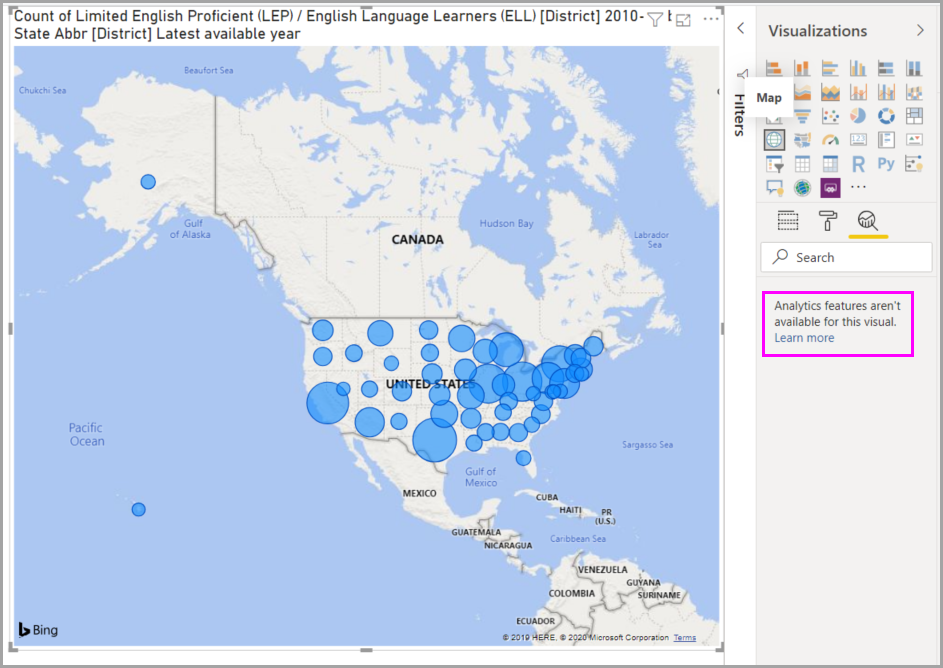 Count of Limited English Proficient (LEP) / English Language Learners (ELL) [District] 2010-
State Abbr [District] Latest available year
Beaufort Sea
Chukchi Sea
Gulf
of Alaska
Hudson Bay
Labrador
Sea
CANADA
UNITED STATES
Pacific
Ocean
Sargasso Sea
Gulf of
Mexico
MEXICO
CUBA
HAITI
PR
(U.S.)
GUATEMALA
Caribbean Sea
NICARAGUA
VENEZUELA
GUYANA
COLOMBIA
SURINAME
ECUADOR
Bing
© 2019 HERE, © 2020 Microsoft Corporation Terms
Filters
Visualizations
Map
123
R
Py
Search
Analytics features aren't
available for this visual.
Learn more